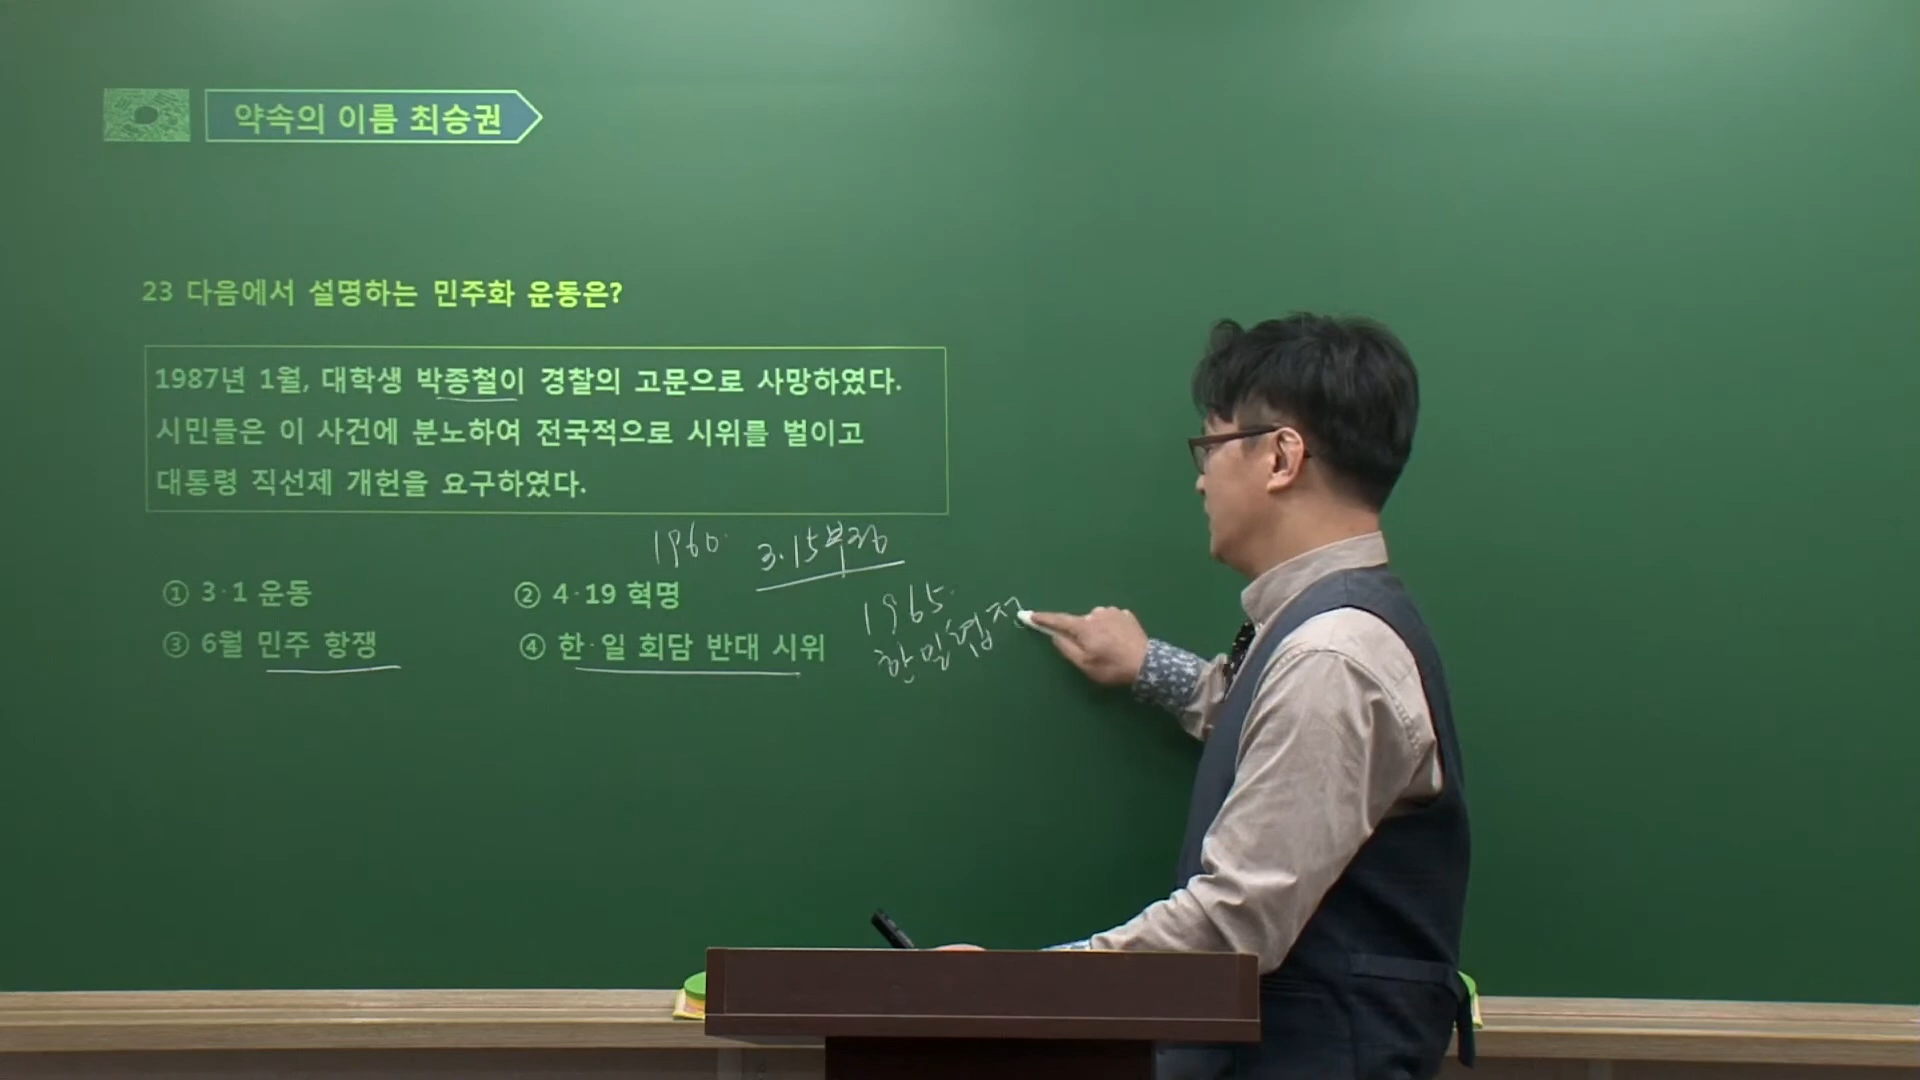 약속의 이름 최승권
23 다음에서 설명하는 민주화 운동은?
1987년 1월, 대학생 박종철이 경찰의 고문으로 사망하였다.
시민들은 이 사건에 분노하여 전국적으로 시위를 벌이고
대통령 직선제 개헌을 요구하였다.
1960. 3.15부정
① 3·1 운동 ② 4·19 혁명
1965.
③ 6월 민주 항쟁 ④ 한·일 회담 반대 시위
한일협정